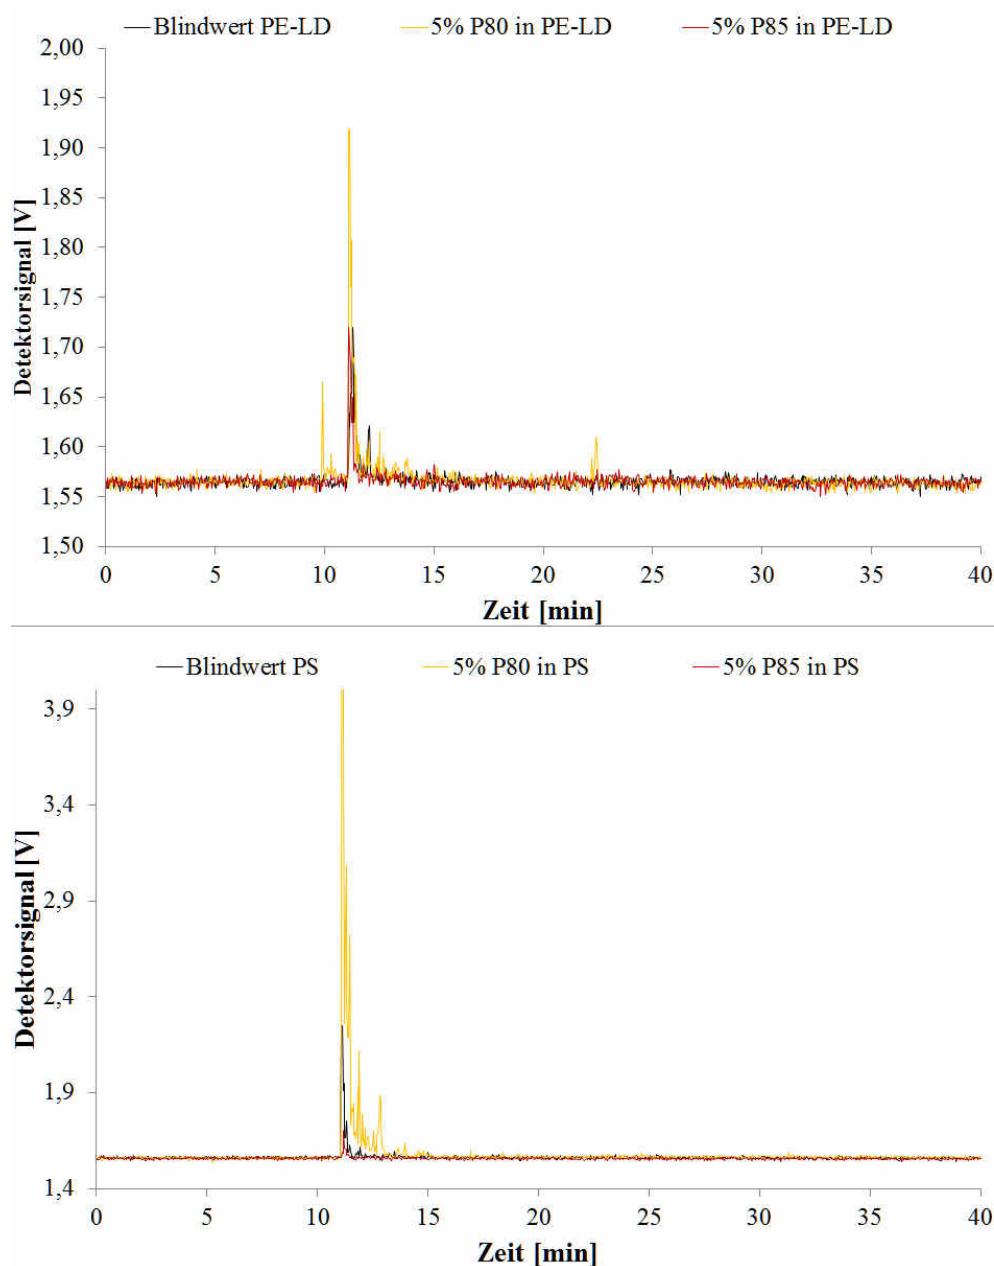 Blindwert PE-LD 5% P80 in PE-LD 5% P85 in PE-LD
2,00
1,95
1,90
1,85
1,80
1,75
1,70
1,65
1,60
1,55
1,50
Detektorsignal [V]
0 5 10 15 20 25 30 35 40
Zeit [min]
Blindwert PS 5% P80 in PS 5% P85 in PS
3,9
3,4
2,9
2,4
1,9
1,4
Detektorsignal [V]
0 5 10 15 20 25 30 35 40
Zeit [min]